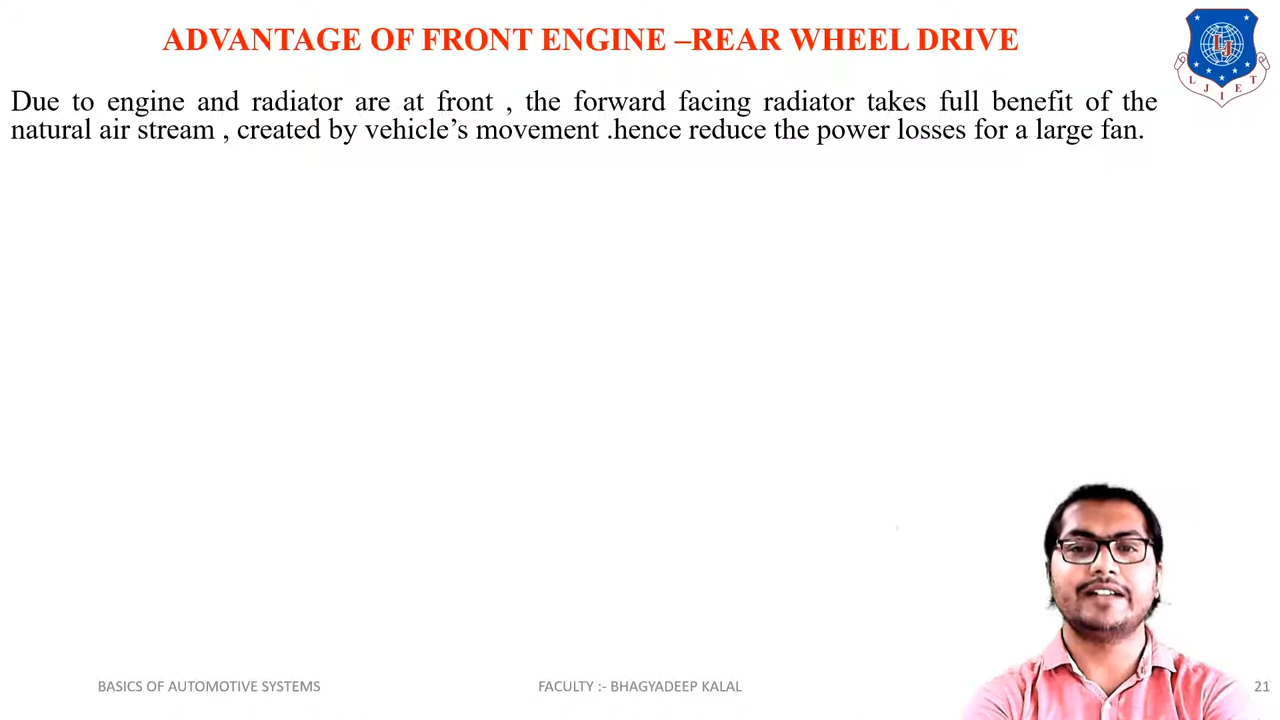 ADVANTAGE OF FRONT ENGINE –REAR WHEEL DRIVE
Due to engine and radiator are at front , the forward facing radiator takes full benefit of the
natural air stream , created by vehicle’s movement .hence reduce the power losses for a large fan.
LJ
L J I E T
BASICS OF AUTOMOTIVE SYSTEMS
FACULTY :- BHAGYADEEP KALAL
21